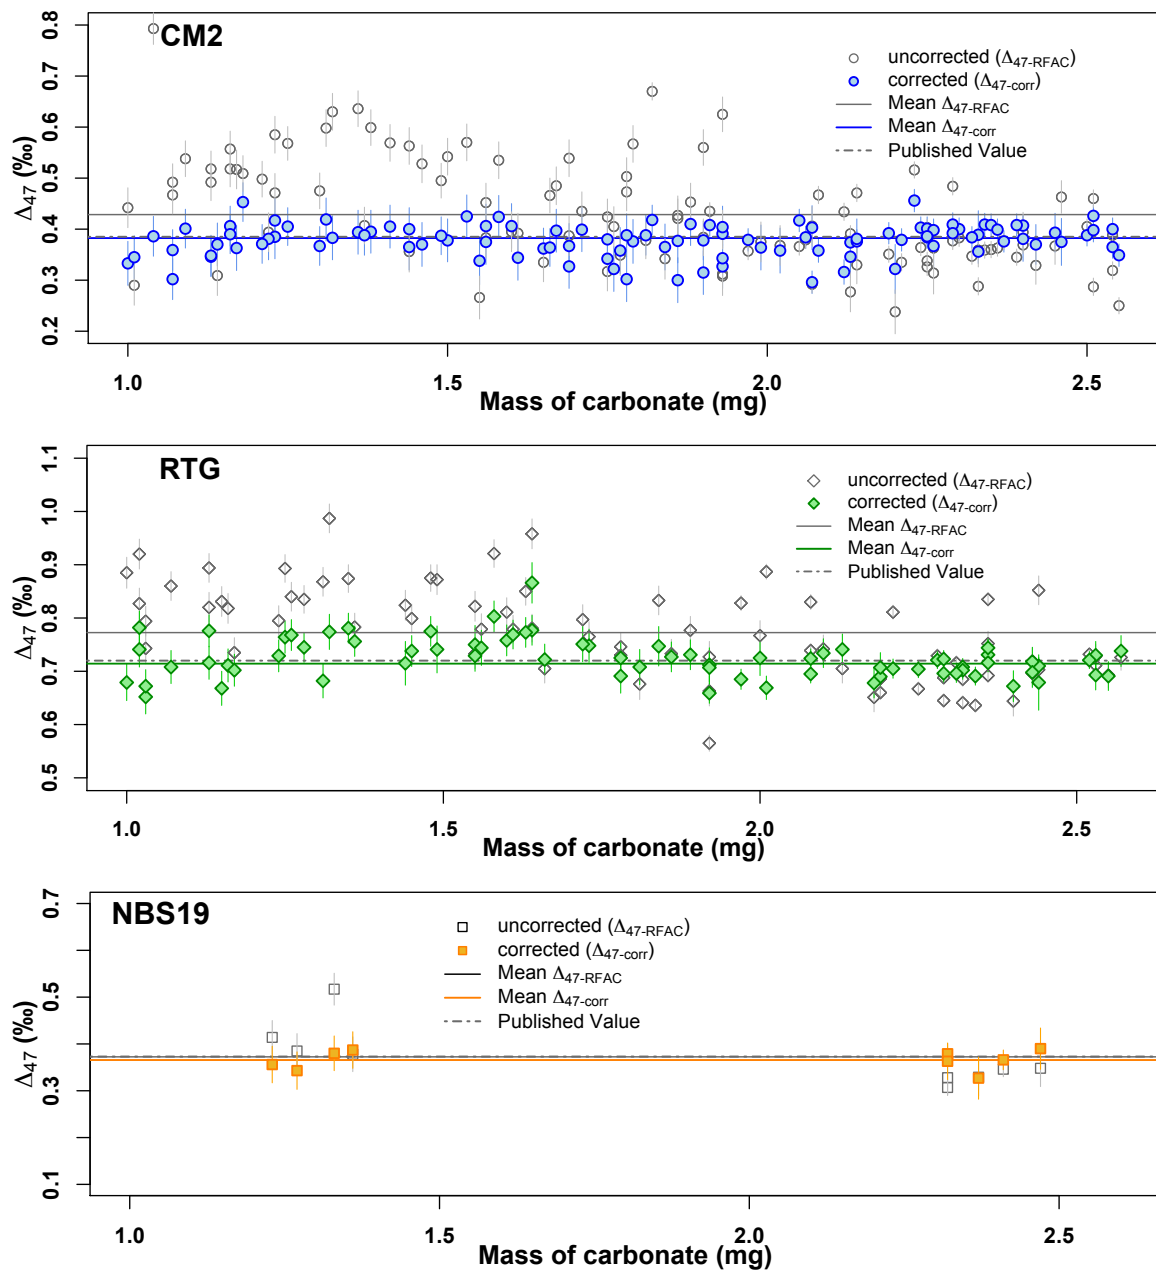 CM2
uncorrected (Δ47-RFAC)
corrected (Δ47-corr)
Mean Δ47-RFAC
Mean Δ47-corr
Published Value
Δ47 (‰)
0.8
0.7
0.6
0.5
0.4
0.3
0.2
1.0 1.5 2.0 2.5
Mass of carbonate (mg)
RTG
uncorrected (Δ47-RFAC)
corrected (Δ47-corr)
Mean Δ47-RFAC
Mean Δ47-corr
Published Value
Δ47 (‰)
1.1
1.0
0.9
0.8
0.7
0.6
0.5
1.0 1.5 2.0 2.5
Mass of carbonate (mg)
NBS19
uncorrected (Δ47-RFAC)
corrected (Δ47-corr)
Mean Δ47-RFAC
Mean Δ47-corr
Published Value
Δ47 (‰)
0.7
0.5
0.3
0.1
1.0 1.5 2.0 2.5
Mass of carbonate (mg)